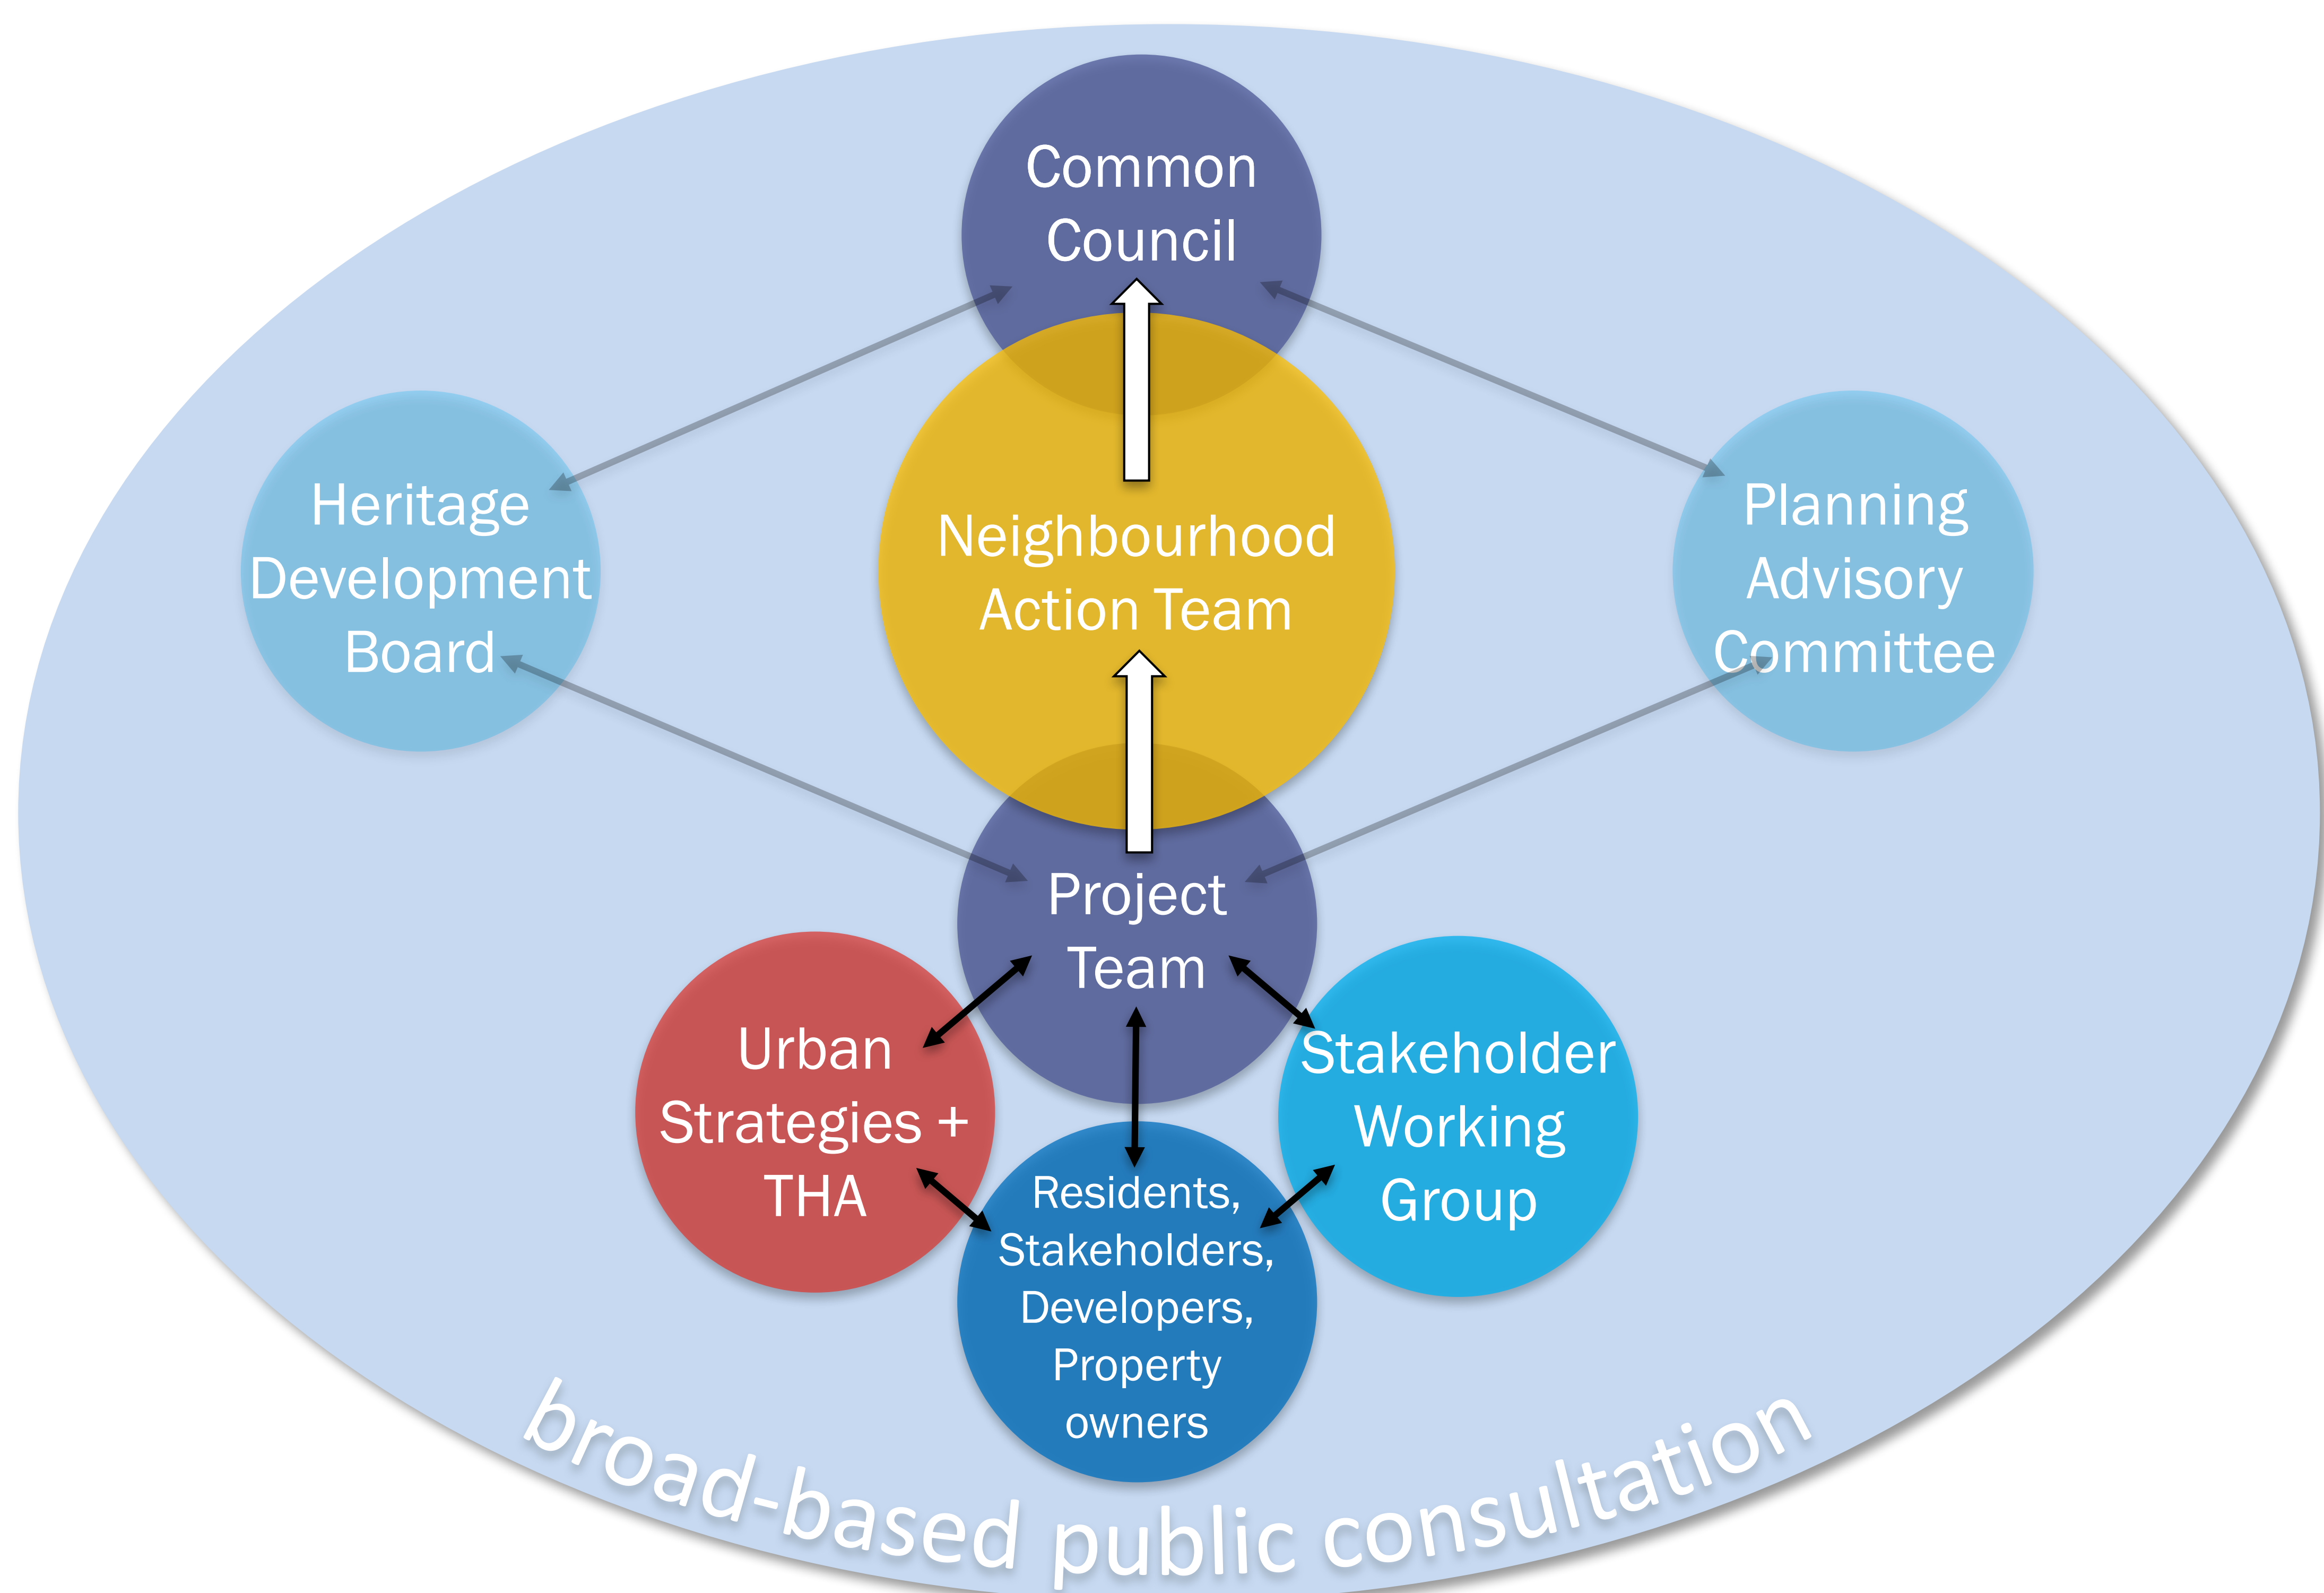 Common
Council
Heritage
Development
Board
Neighbourhood
Action Team
Planning
Advisory
Committee
Project
Team
Urban
Strategies +
THA
Stakeholder
Working
Group
Residents,
Stakeholders,
Developers,
Property
owners
broad-based public consultation